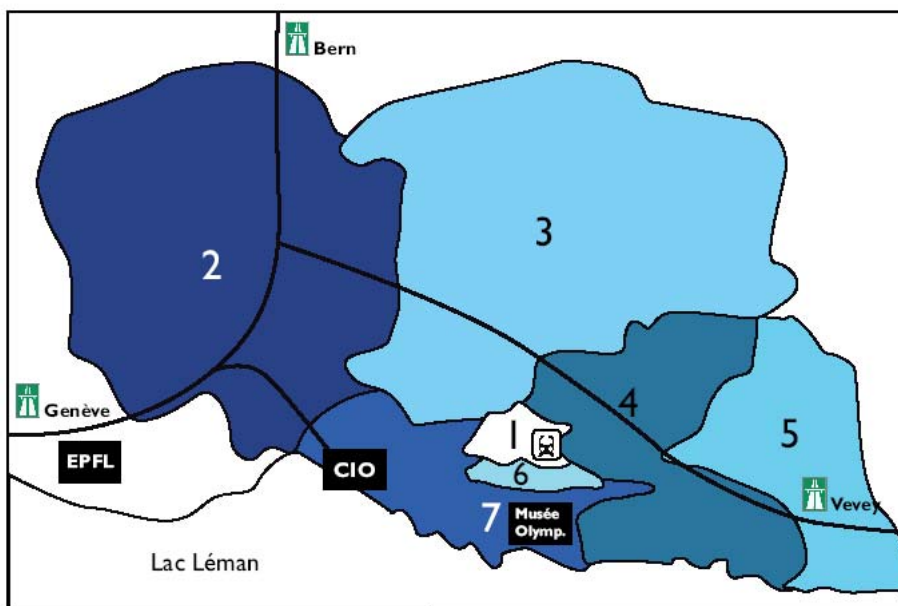 Bern
3
2
4
Genève
5
1
EPFL
CIO
6
7
Musée
Olymp.
Vevey
Lac Léman